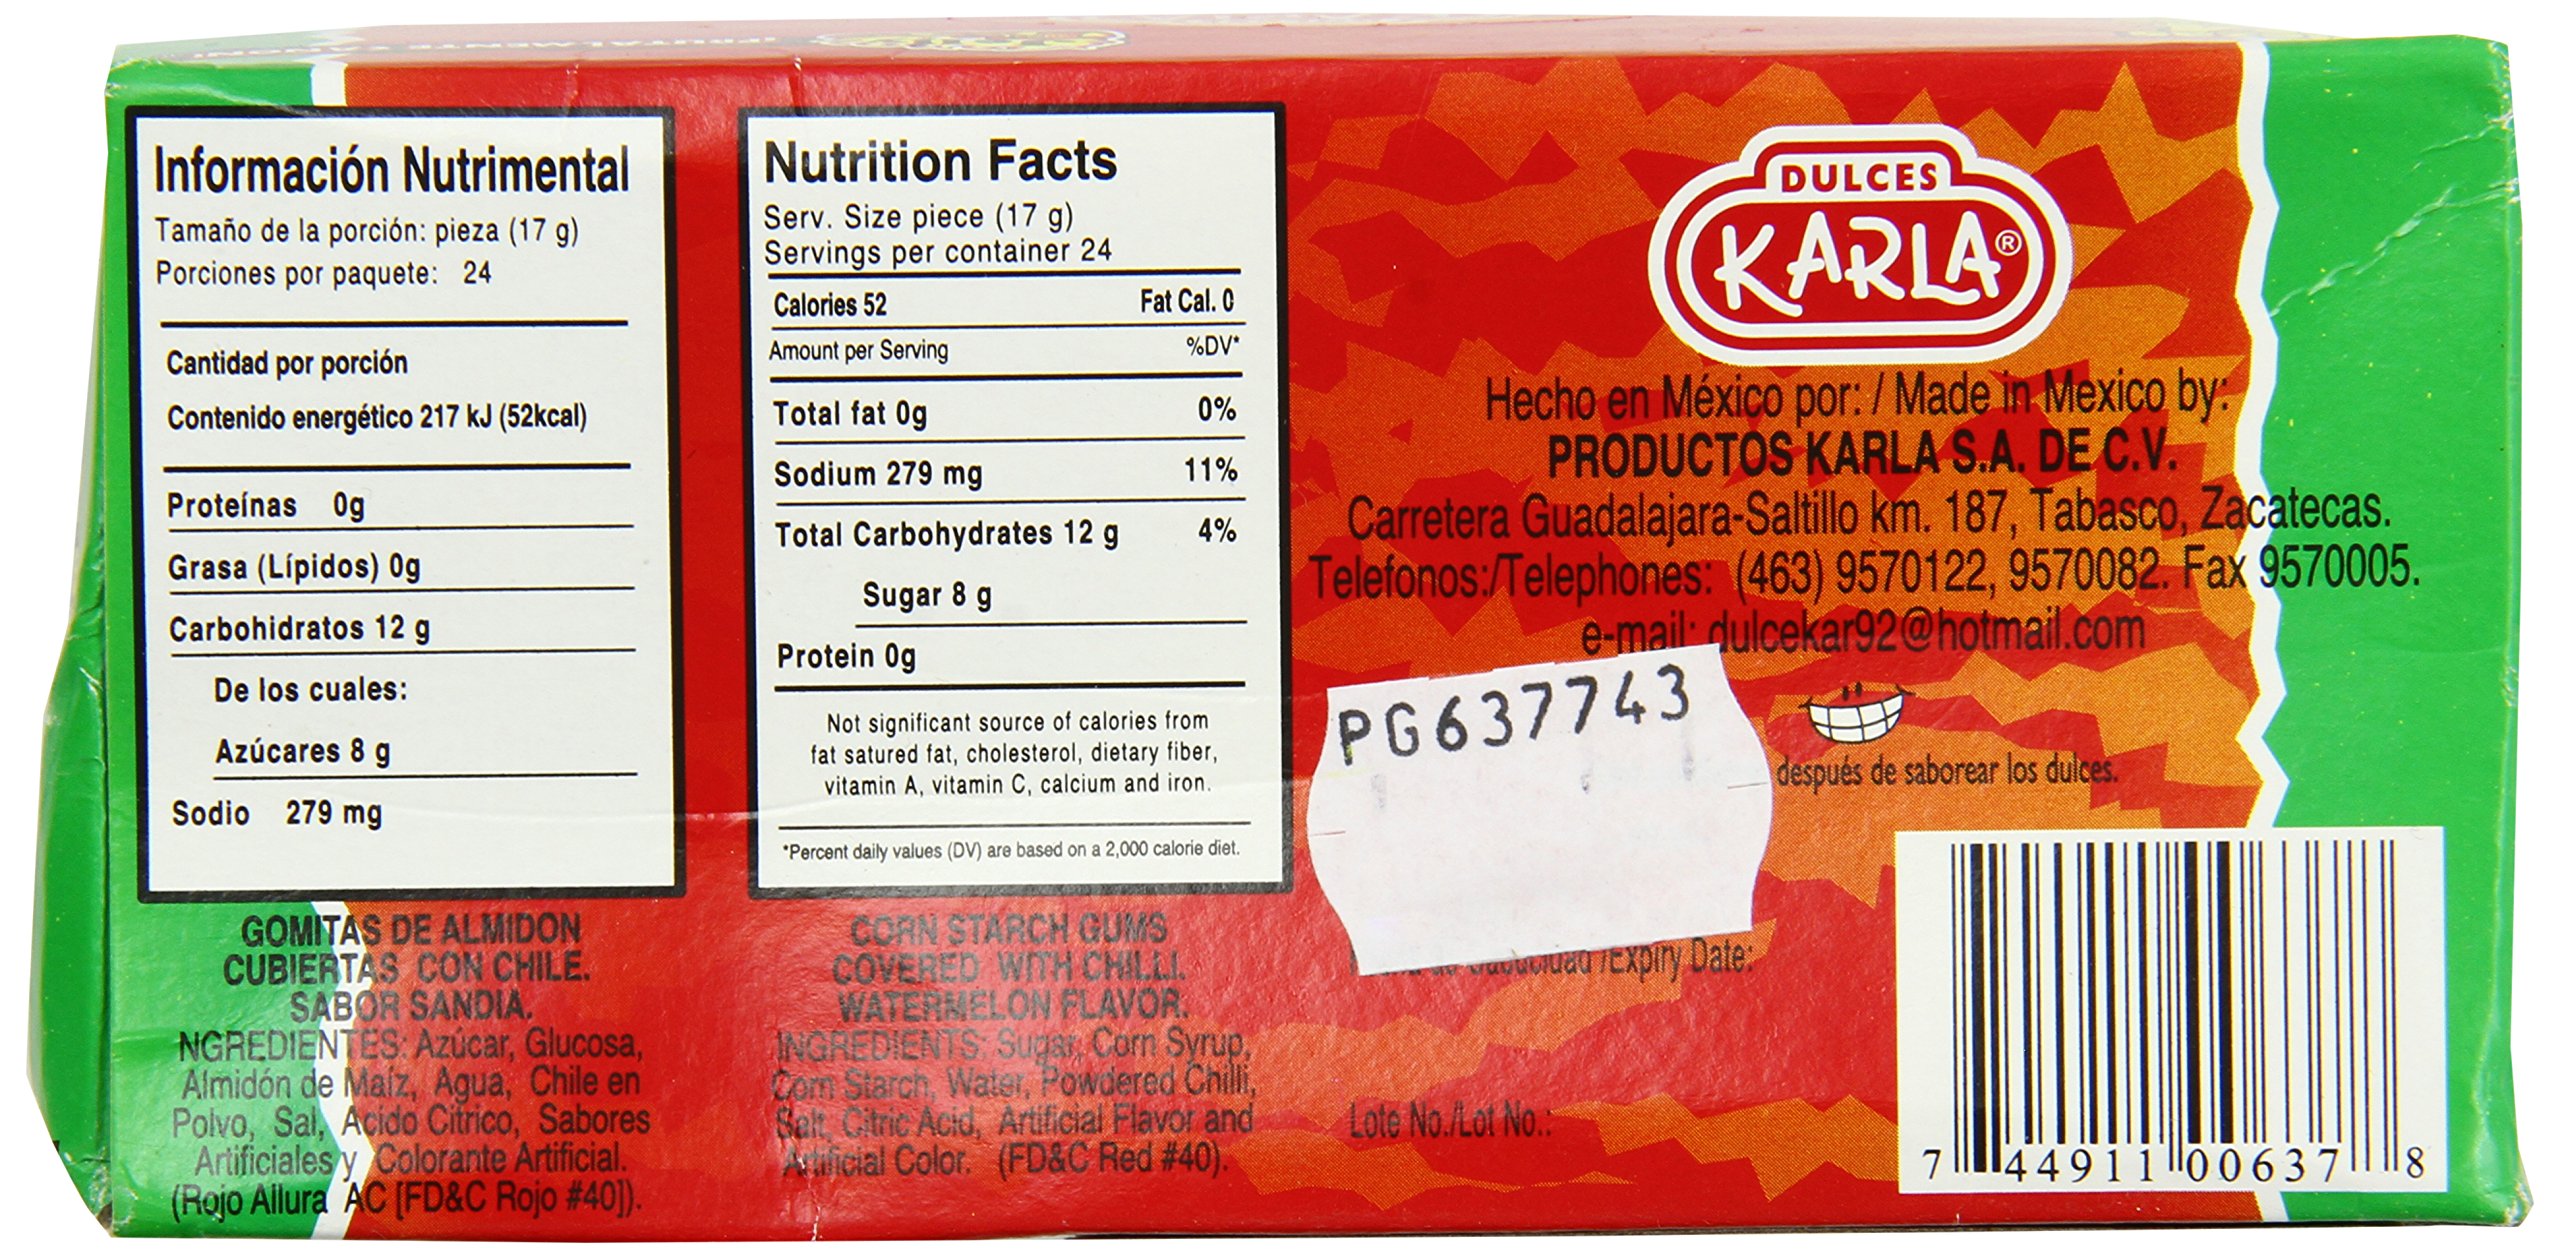 Información Nutrimental
Tamaño de la porción: pieza (17 g)
Porciones por paquete: 24
Cantidad por porción
Contenido energético 217 kJ (52kcal)
Proteínas 0g
Grasa (Lípidos) 0g
Carbohidratos 12 g
De los cuales:
Azúcares 8 g
Sodio 279 mg
GOMITAS DE ALMIDON
CUBIERTAS CON CHILE.
SABOR SANDIA.
NGREDIENTES: Azúcar, Glucosa,
Almidón de Maíz, Agua, Chile en
Polvo, Sal, Acido Cítrico, Sabores
Artificiales y Colorante Artificial.
(Rojo Allura AC [FD&C Rojo #40]).
Nutrition Facts
Serv. Size piece (17 g)
Servings per container 24
Calories 52 Fat Cal. 0
Amount per Serving %DV*
Total fat 0g 0%
Sodium 279 mg 11%
Total Carbohydrates 12 g 4%
Sugar 8 g
Protein 0g
Not significant source of calories from
fat satured fat, cholesterol, dietary fiber,
vitamin A, vitamin C, calcium and iron.
*Percent daily values (DV) are based on a 2,000 calorie diet.
CORN STARCH GUMS
COVERED WITH CHILLI.
WATERMELON FLAVOR.
INGREDIENTS: Sugar, Corn Syrup,
Corn Starch, Water, Powdered Chilli,
Salt, Citric Acid, Artificial Flavor and
Artificial Color. (FD&C Red #40).
DULCES
KARLA®
Hecho en México por: / Made in Mexico by:
PRODUCTOS KARLA S.A. DE C.V.
Carretera Guadalajara-Saltillo km. 187, Tabasco, Zacatecas.
Telefonos:/Telephones: (463) 9570122, 9570082. Fax 9570005.
e-mail: dulcekar92@hotmail.com
PG637743
después de saborear los dulces.
/Expiry Date:
Lote No./Lot No.:
7 44911 00637 8